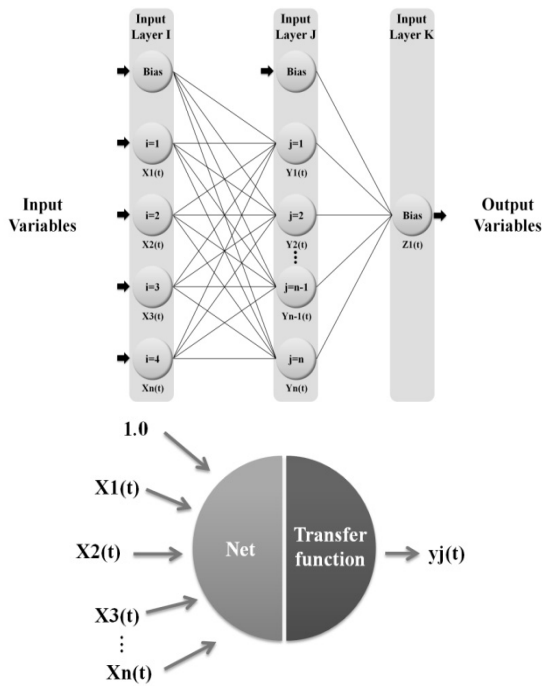 Input Layer I
Input Layer J
Input Layer K
Bias
Bias
i=1
X1(t)
j=1
Y1(t)
Input Variables
i=2
X2(t)
j=2
Y2(t)
Bias
Z1(t)
Output Variables
i=3
X3(t)
j=n-1
Yn-1(t)
i=4
Xn(t)
j=n
Yn(t)
1.0
X1(t)
X2(t)
X3(t)
Xn(t)
Net
Transfer function
yj(t)